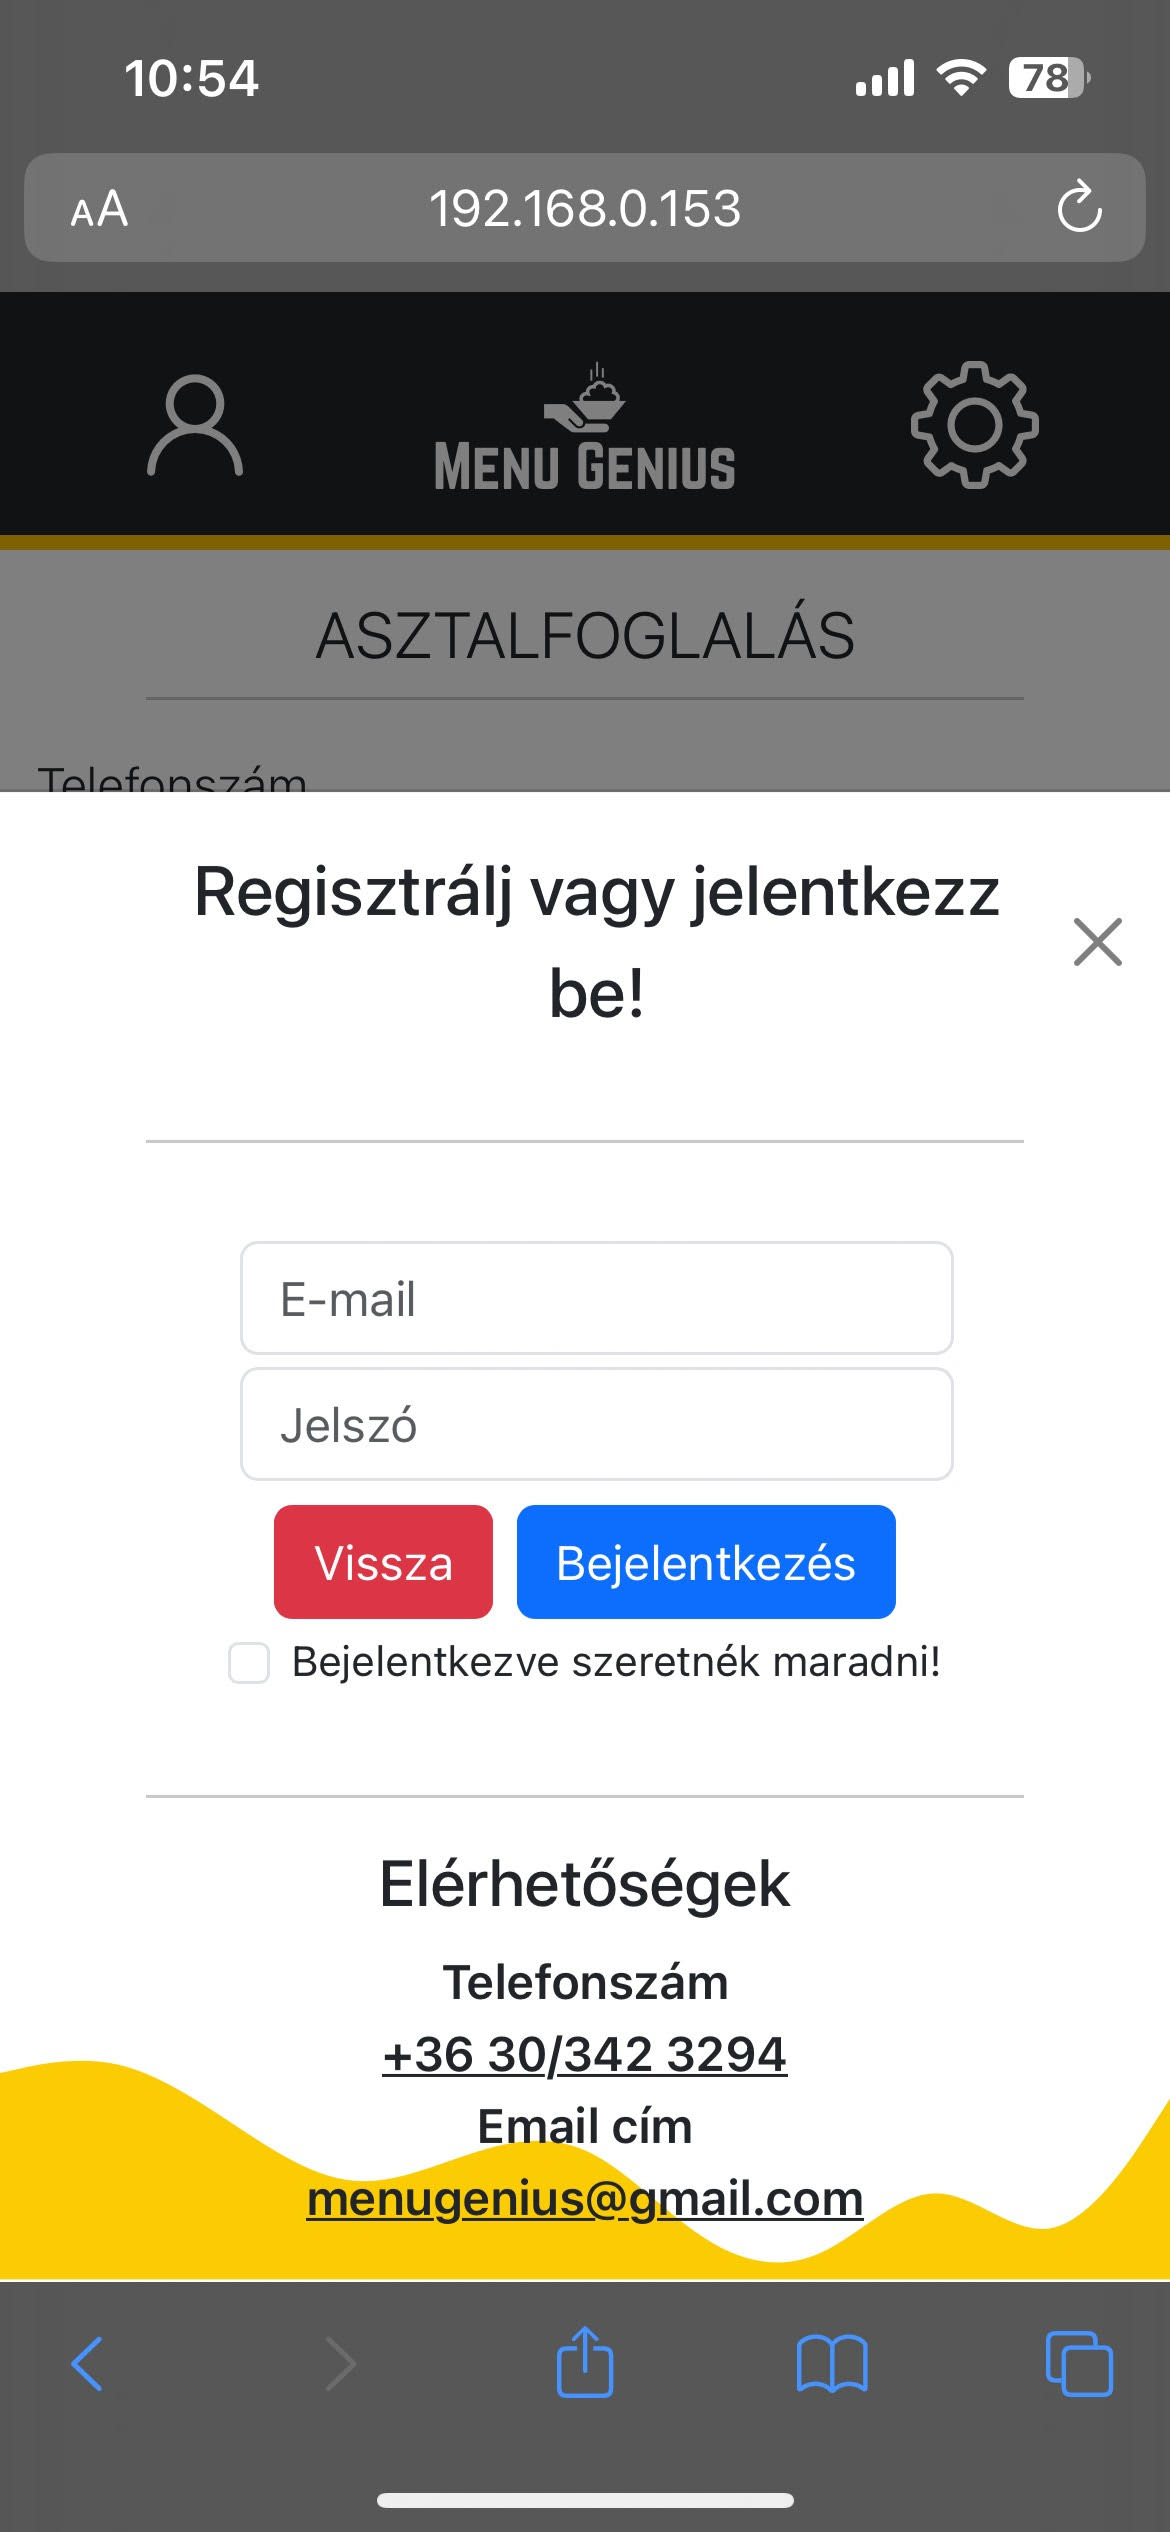 10:54
78
AA
192.168.0.153
MENU GENIUS
ASZTALFOGLALÁS
Telefonszám
Regisztrálj vagy jelentkezz
be!
E-mail
Jelszó
Vissza
Bejelentkezés
Bejelentkezve szeretnék maradni!
Elérhetőségek
Telefonszám
+36 30/342 3294
Email cím
menugenius@gmail.com